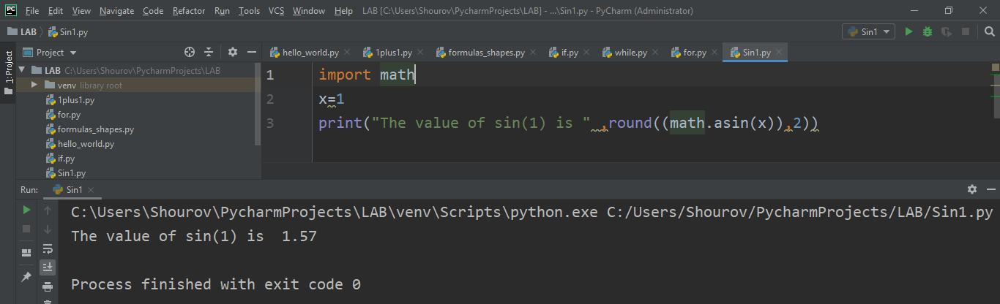 PC File Edit View Navigate Code Refactor Run Tools VCS Window Help LAB [C:\Users\Shourov\PycharmProjects\LAB] - ...\Sin1.py - PyCharm (Administrator)
LAB Sin1.py Sin1
1: Project
Project hello_world.py 1plus1.py formulas_shapes.py if.py while.py for.py Sin1.py
LAB C:\Users\Shourov\PycharmProjects\LAB
venv library root
1plus1.py
for.py
formulas_shapes.py
hello_world.py
if.py
Sin1.py
1 import math
2 x=1
3 print("The value of sin(1) is " ,round((math.asin(x)),2))
Run: Sin1
C:\Users\Shourov\PycharmProjects\LAB\venv\Scripts\python.exe C:/Users/Shourov/PycharmProjects/LAB/Sin1.py
The value of sin(1) is  1.57
Process finished with exit code 0